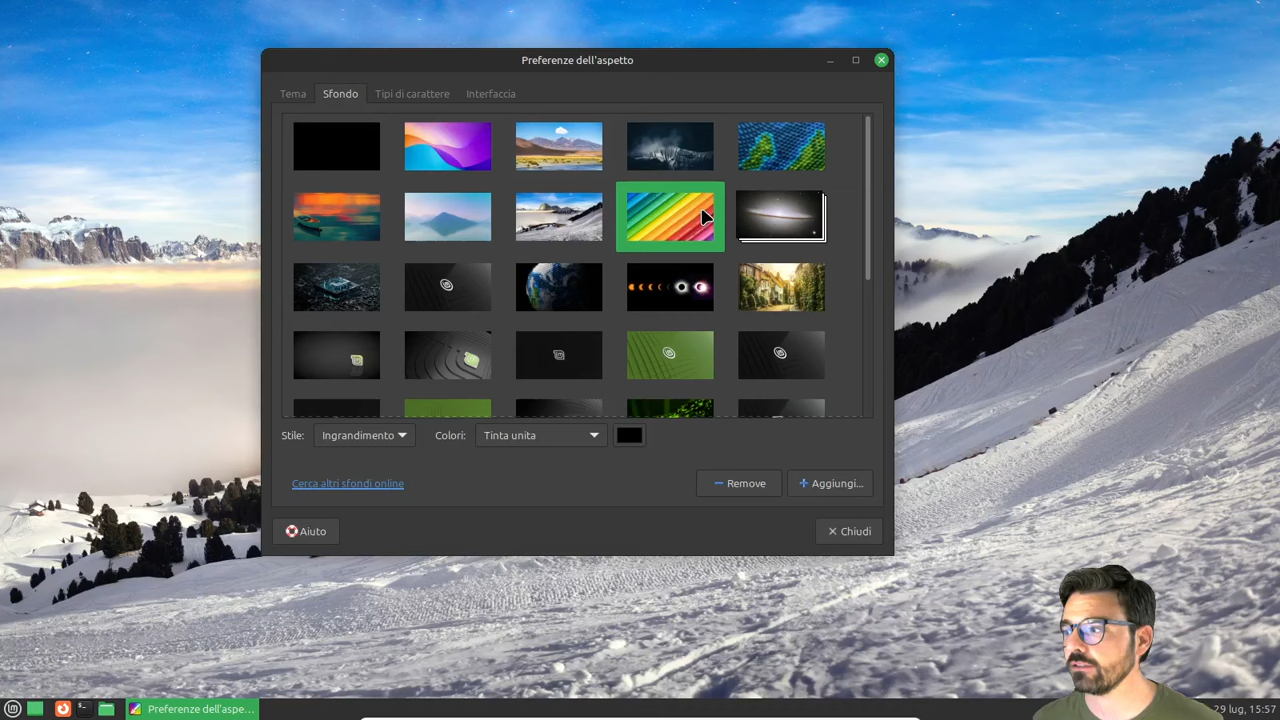 Preferenze dell'aspetto
Tema Sfondo Tipi di carattere Interfaccia
Stile: Ingrandimento Colori: Tinta unita
Cerca altri sfondi online Remove Aggiungi...
Aiuto Chiudi
Preferenze dell'aspe... 29 lug, 15:57